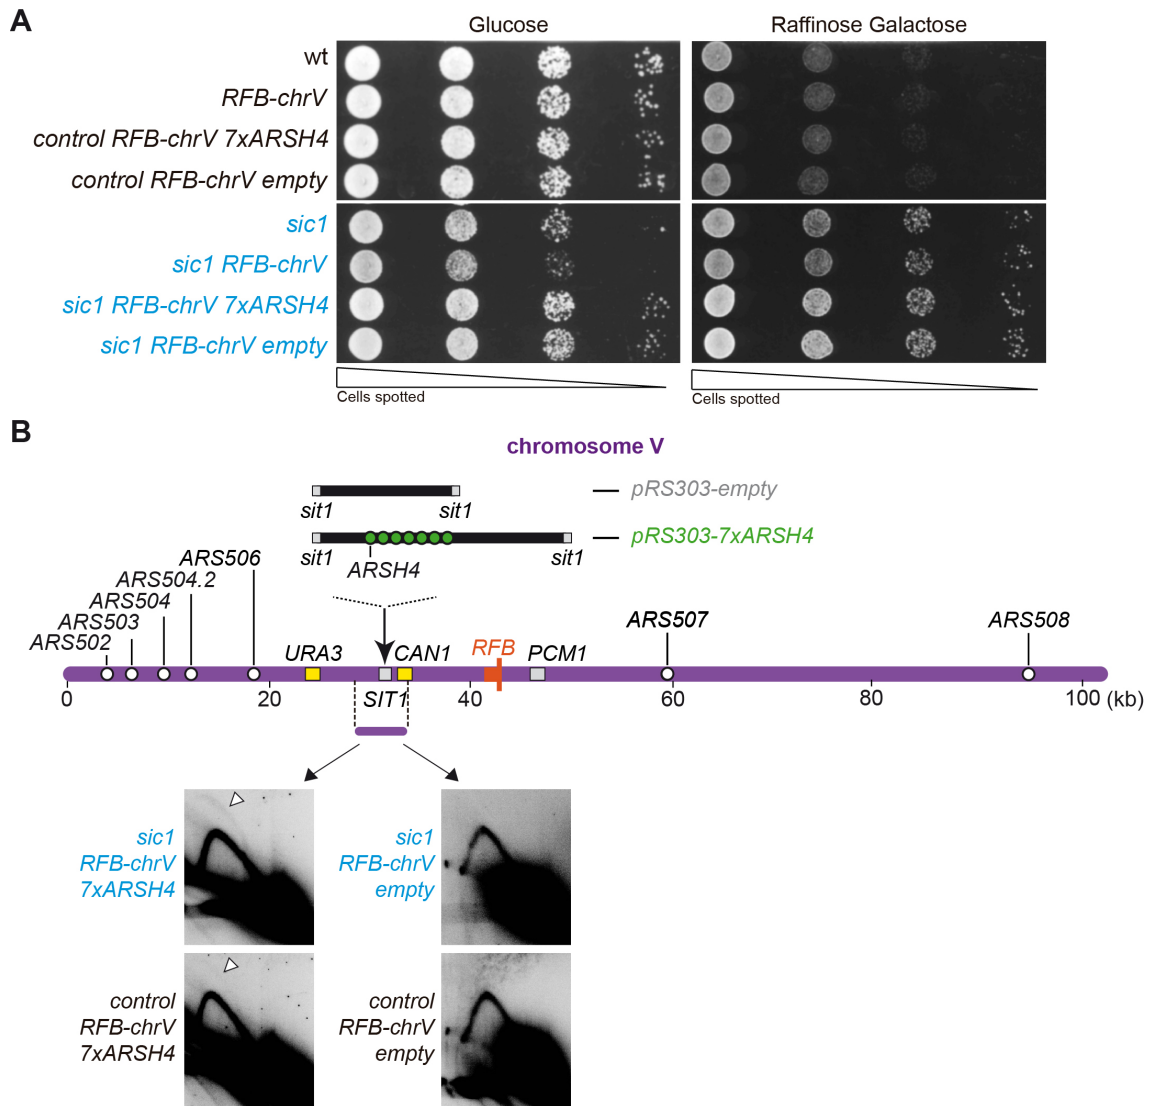 A
Glucose
Raffinose Galactose
wt
RFB-chrV
control RFB-chrV 7xARSH4
control RFB-chrV empty
sic1
sic1 RFB-chrV
sic1 RFB-chrV 7xARSH4
sic1 RFB-chrV empty
Cells spotted
Cells spotted
B
chromosome V
pRS303-empty
sit1
sit1
pRS303-7xARSH4
sit1
sit1
ARSH4
ARS506
ARS504.2
ARS504
ARS503
ARS502
ARS507
ARS508
URA3
CAN1
RFB
PCM1
SIT1
0
20
40
60
80
100 (kb)
sic1
RFB-chrV
7xARSH4
sic1
RFB-chrV
empty
control
RFB-chrV
7xARSH4
control
RFB-chrV
empty